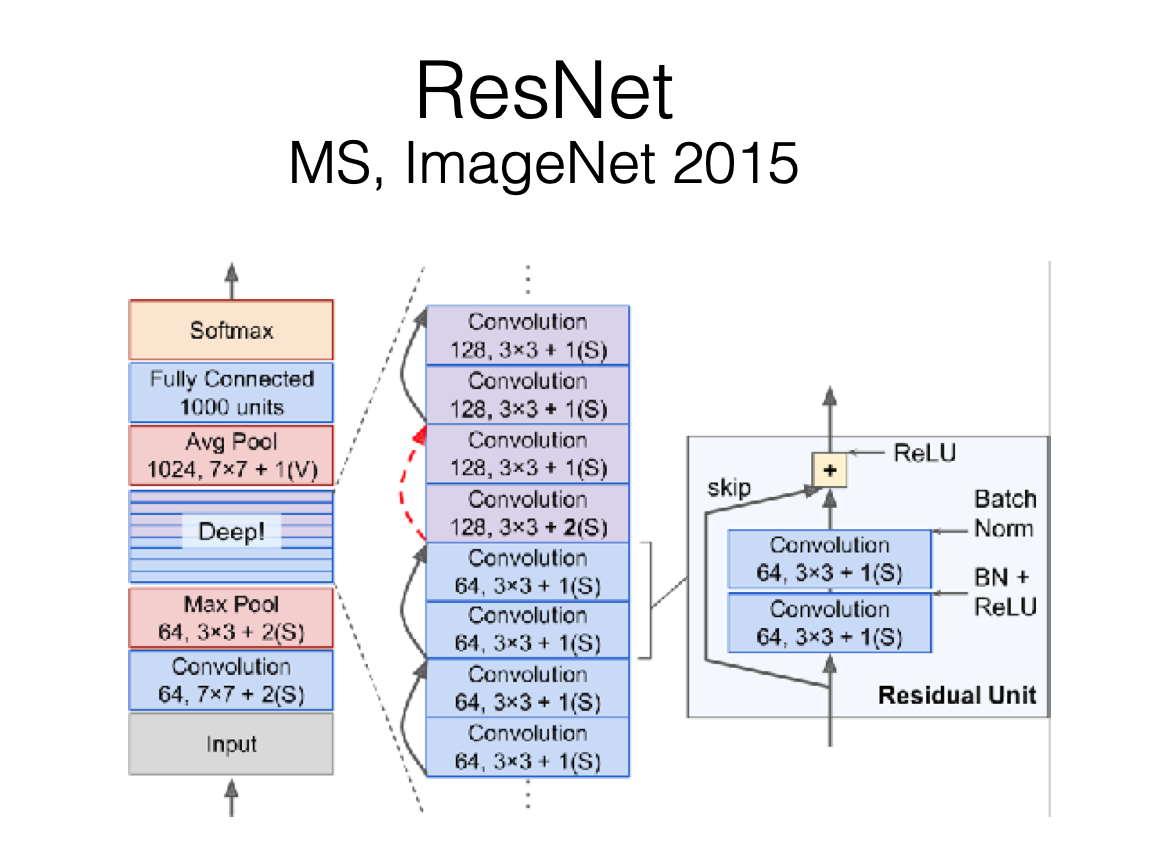 ResNet
MS, ImageNet 2015
Softmax
Fully Connected
1000 units
Avg Pool
1024, 7×7 + 1(V)
Deep!
Max Pool
64, 3×3 + 2(S)
Convolution
64, 7×7 + 2(S)
Input
Convolution
128, 3×3 + 1(S)
Convolution
128, 3×3 + 1(S)
Convolution
128, 3×3 + 1(S)
Convolution
128, 3×3 + 2(S)
Convolution
64, 3×3 + 1(S)
Convolution
64, 3×3 + 1(S)
Convolution
64, 3×3 + 1(S)
Convolution
64, 3×3 + 1(S)
+
ReLU
skip
Batch
Norm
Convolution
64, 3×3 + 1(S)
BN +
ReLU
Convolution
64, 3×3 + 1(S)
Residual Unit